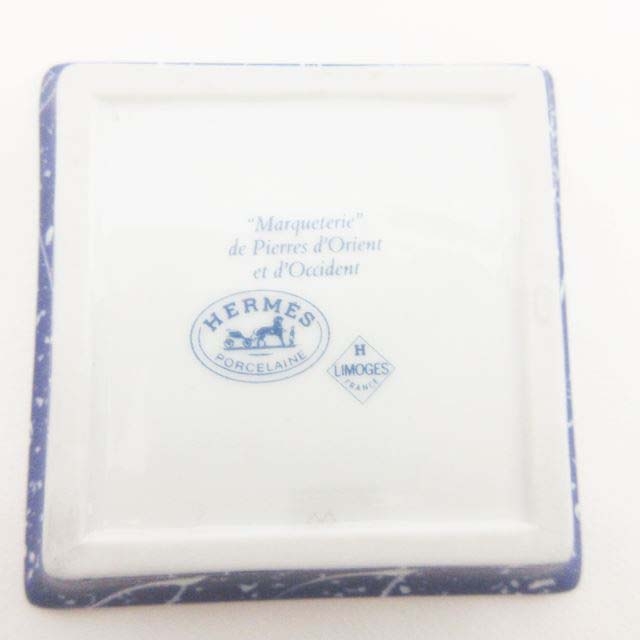 “Marqueterie”
de Pierres d'Orient
et d'Occident
HERMÈS
PORCELAINE
H
LIMOGES
FRANCE